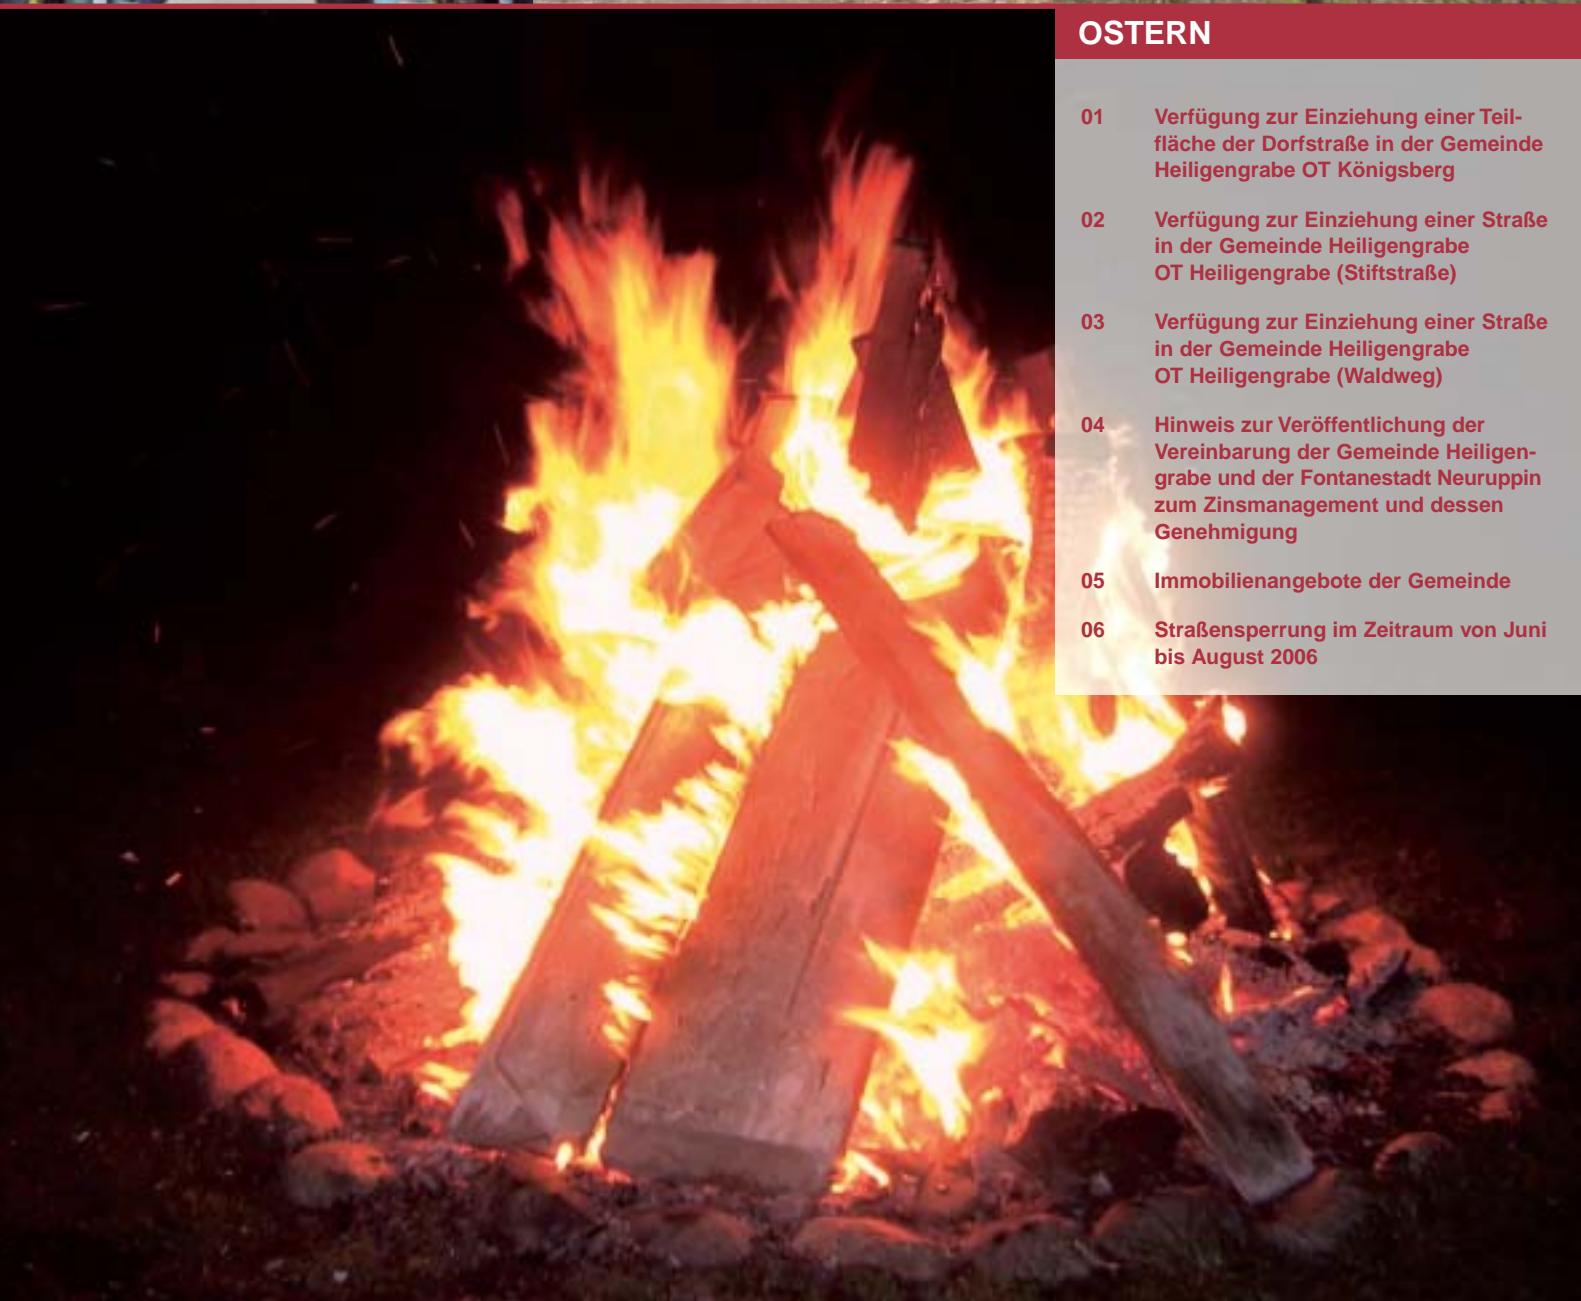 OSTERN
01 Verfügung zur Einziehung einer Teil-
fläche der Dorfstraße in der Gemeinde
Heiligengrabe OT Königsberg
02 Verfügung zur Einziehung einer Straße
in der Gemeinde Heiligengrabe
OT Heiligengrabe (Stiftstraße)
03 Verfügung zur Einziehung einer Straße
in der Gemeinde Heiligengrabe
OT Heiligengrabe (Waldweg)
04 Hinweis zur Veröffentlichung der
Vereinbarung der Gemeinde Heiligen-
grabe und der Fontanestadt Neuruppin
zum Zinsmanagement und dessen
Genehmigung
05 Immobilienangebote der Gemeinde
06 Straßensperrung im Zeitraum von Juni
bis August 2006